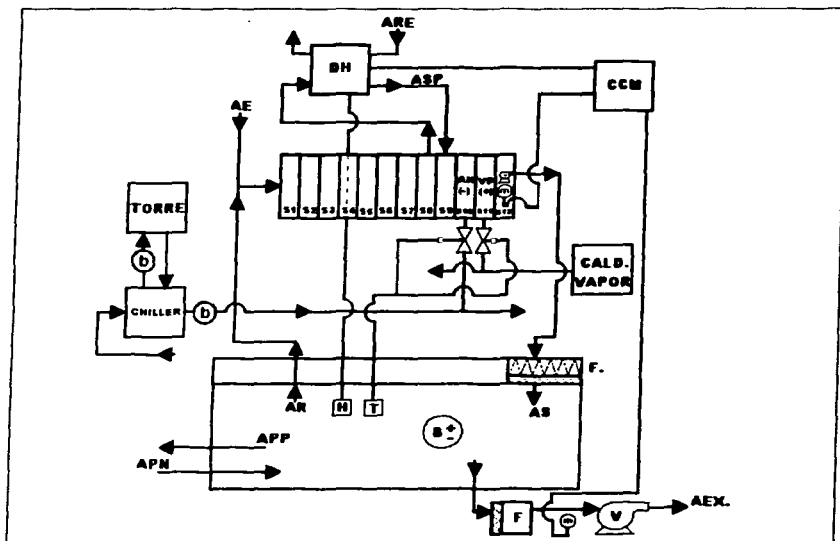 ARE
DH
ASP
CCM
AE
S1 S2 S3 S4 S5 S6 S7 S8 S9
(-) (+)
TORRE
b
CHILLER
b
CALD.
VAPOR
F.
AR
H
T
AS
APP
APN
F
V
AEX.